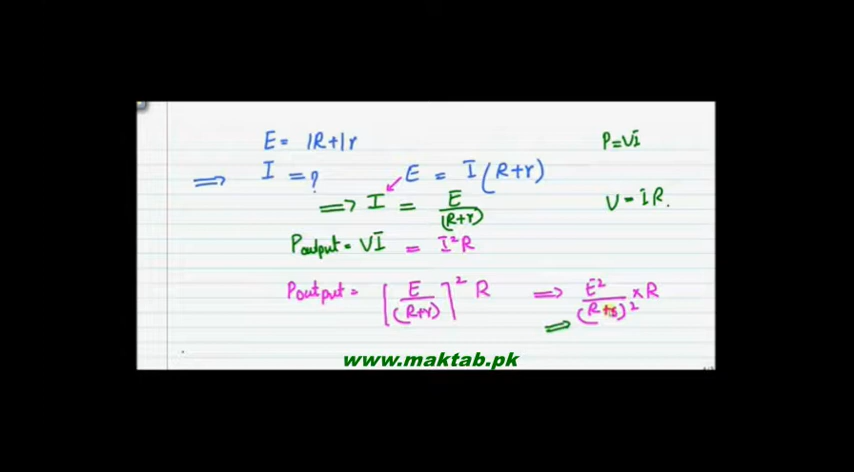 E = IR+Ir
P=VI
⇒ I = ? E = I(R+r)
⇒ I = E/(R+r)
V = IR.
Poutput = VI = I²R
Poutput = [E/(R+r)]² R ⇒ E²/(R+r)² × R
⇒
www.maktab.pk